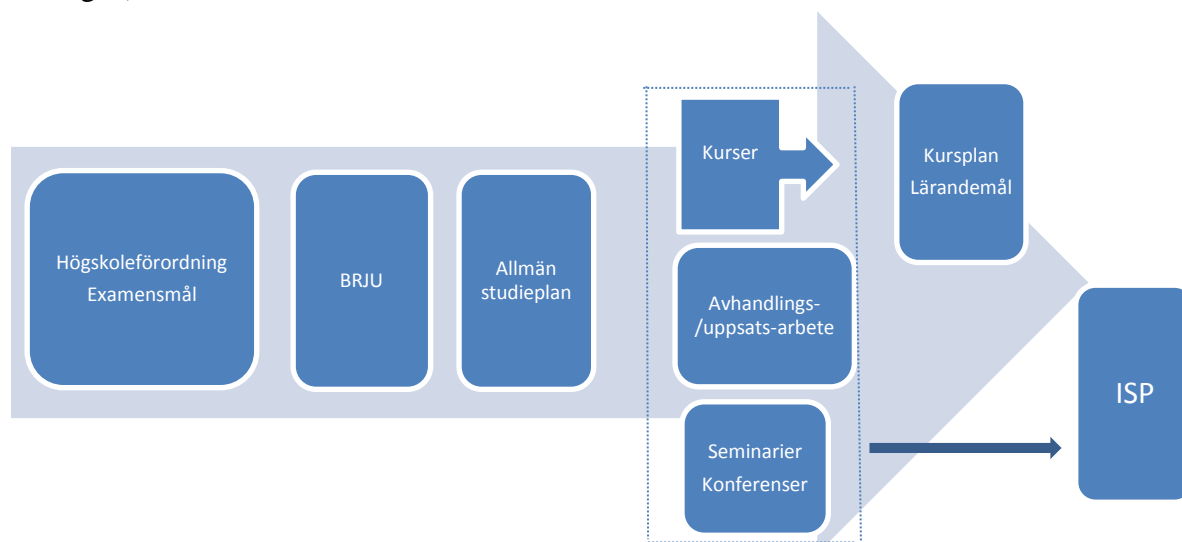 Högskoleförordning
Examensmål
BRJU
Allmän
studieplan
Kurser
Avhandlings-
/uppsats-arbete
Seminarier
Konferenser
Kursplan
Lärandemål
ISP